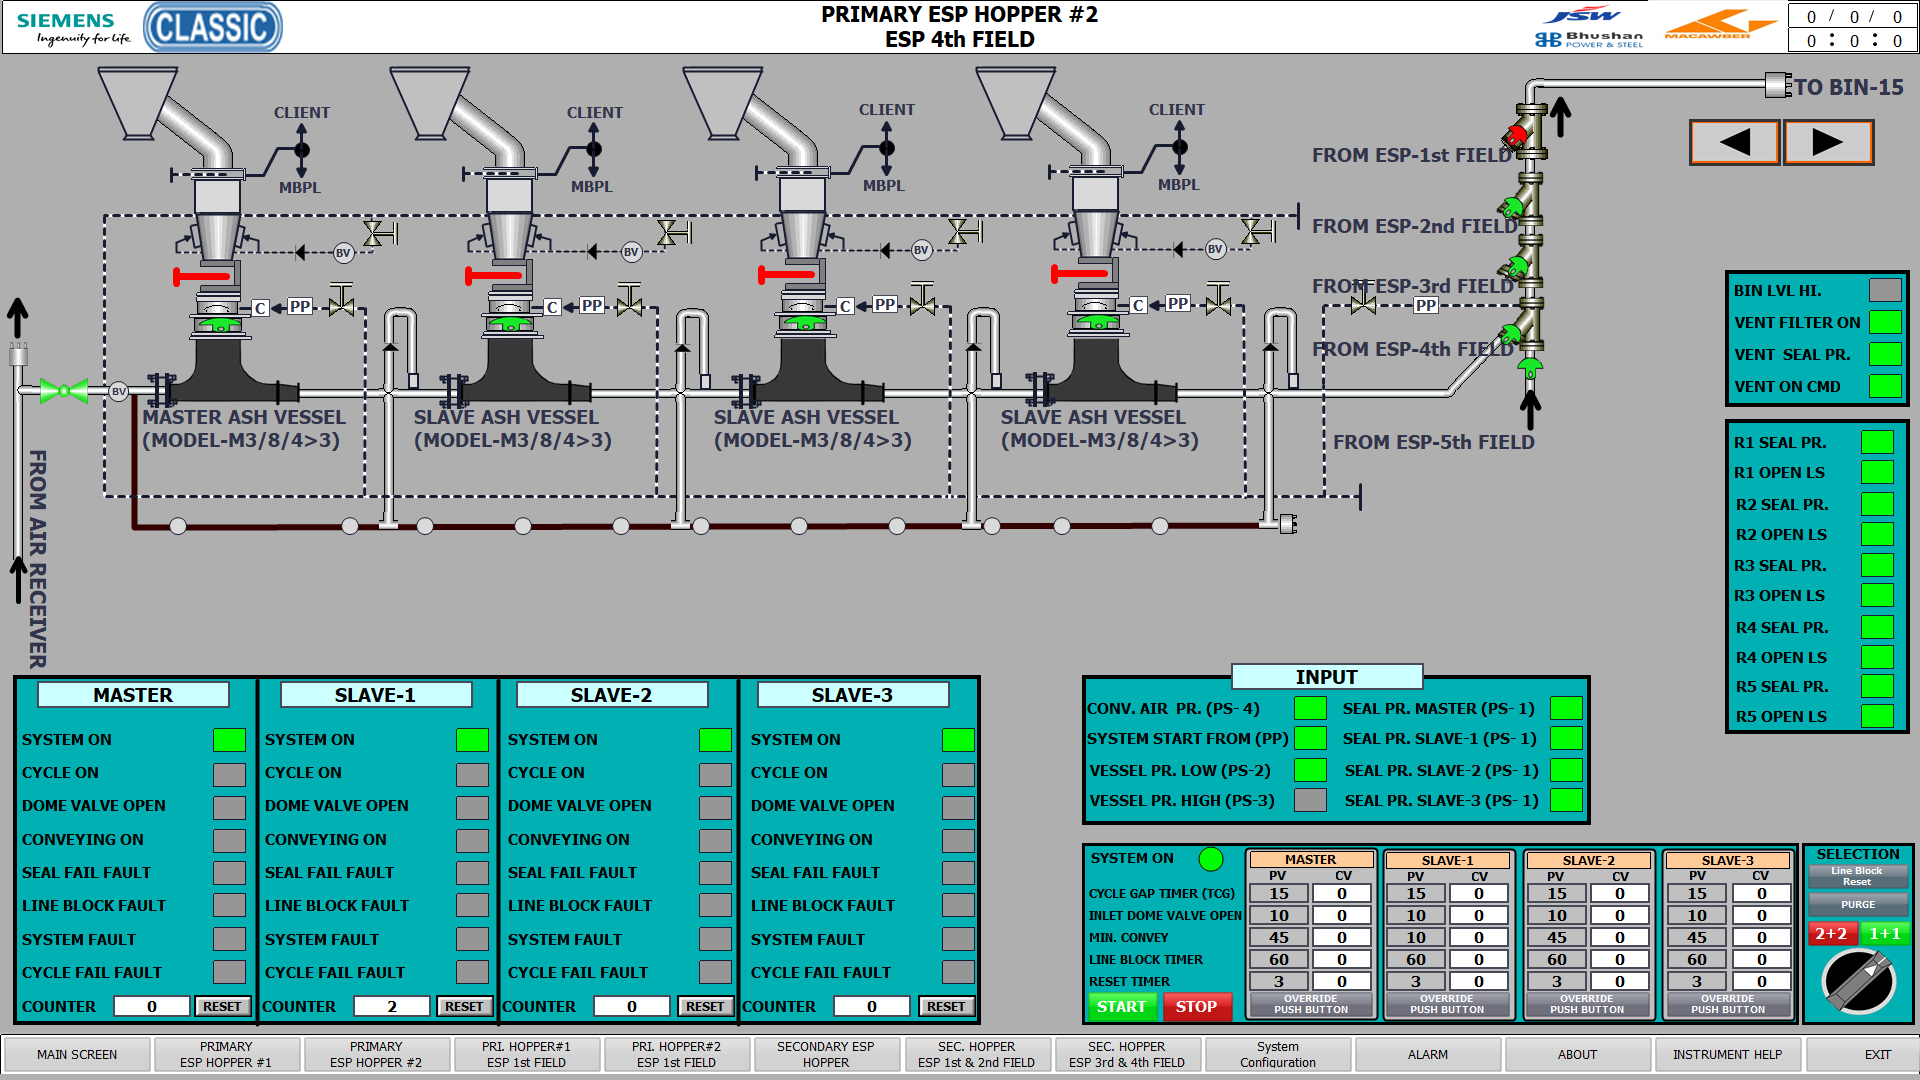 SIEMENS
Ingenuity for Life
CLASSIC
PRIMARY ESP HOPPER #2
ESP 4th FIELD
JSW
Bhushan
POWER & STEEL
MACAWBER
0 / 0 / 0
0 : 0 : 0
TO BIN-15
CLIENT
MBPL
CLIENT
MBPL
CLIENT
MBPL
CLIENT
MBPL
FROM ESP-1st FIELD
FROM ESP-2nd FIELD
FROM ESP-3rd FIELD
FROM ESP-4th FIELD
FROM ESP-5th FIELD
BV
BV
BV
BV
C
PP
C
PP
C
PP
C
PP
PP
BV
MASTER ASH VESSEL
(MODEL-M3/8/4>3)
SLAVE ASH VESSEL
(MODEL-M3/8/4>3)
SLAVE ASH VESSEL
(MODEL-M3/8/4>3)
SLAVE ASH VESSEL
(MODEL-M3/8/4>3)
FROM AIR RECEIVER
BIN LVL HI.
VENT FILTER ON
VENT SEAL PR.
VENT ON CMD
R1 SEAL PR.
R1 OPEN LS
R2 SEAL PR.
R2 OPEN LS
R3 SEAL PR.
R3 OPEN LS
R4 SEAL PR.
R4 OPEN LS
R5 SEAL PR.
R5 OPEN LS
MASTER
SYSTEM ON
CYCLE ON
DOME VALVE OPEN
CONVEYING ON
SEAL FAIL FAULT
LINE BLOCK FAULT
SYSTEM FAULT
CYCLE FAIL FAULT
COUNTER 0 RESET
SLAVE-1
SYSTEM ON
CYCLE ON
DOME VALVE OPEN
CONVEYING ON
SEAL FAIL FAULT
LINE BLOCK FAULT
SYSTEM FAULT
CYCLE FAIL FAULT
COUNTER 2 RESET
SLAVE-2
SYSTEM ON
CYCLE ON
DOME VALVE OPEN
CONVEYING ON
SEAL FAIL FAULT
LINE BLOCK FAULT
SYSTEM FAULT
CYCLE FAIL FAULT
COUNTER 0 RESET
SLAVE-3
SYSTEM ON
CYCLE ON
DOME VALVE OPEN
CONVEYING ON
SEAL FAIL FAULT
LINE BLOCK FAULT
SYSTEM FAULT
CYCLE FAIL FAULT
COUNTER 0 RESET
INPUT
CONV. AIR PR. (PS- 4) SEAL PR. MASTER (PS- 1)
SYSTEM START FROM (PP) SEAL PR. SLAVE-1 (PS- 1)
VESSEL PR. LOW (PS-2) SEAL PR. SLAVE-2 (PS- 1)
VESSEL PR. HIGH (PS-3) SEAL PR. SLAVE-3 (PS- 1)
SYSTEM ON MASTER SLAVE-1 SLAVE-2 SLAVE-3
PV CV PV CV PV CV PV CV
CYCLE GAP TIMER (TCG) 15 0 15 0 15 0 15 0
INLET DOME VALVE OPEN 10 0 10 0 10 0 10 0
MIN. CONVEY 45 0 10 0 45 0 45 0
LINE BLOCK TIMER 60 0 60 0 60 0 60 0
RESET TIMER 3 0 3 0 3 0 3 0
START STOP
OVERRIDE
PUSH BUTTON
OVERRIDE
PUSH BUTTON
OVERRIDE
PUSH BUTTON
OVERRIDE
PUSH BUTTON
SELECTION
Line Block
Reset
PURGE
2+2 1+1
MAIN SCREEN
PRIMARY
ESP HOPPER #1
PRIMARY
ESP HOPPER #2
PRI. HOPPER#1
ESP 1st FIELD
PRI. HOPPER#2
ESP 1st FIELD
SECONDARY ESP
HOPPER
SEC. HOPPER
ESP 1st & 2nd FIELD
SEC. HOPPER
ESP 3rd & 4th FIELD
System
Configuration
ALARM
ABOUT
INSTRUMENT HELP
EXIT